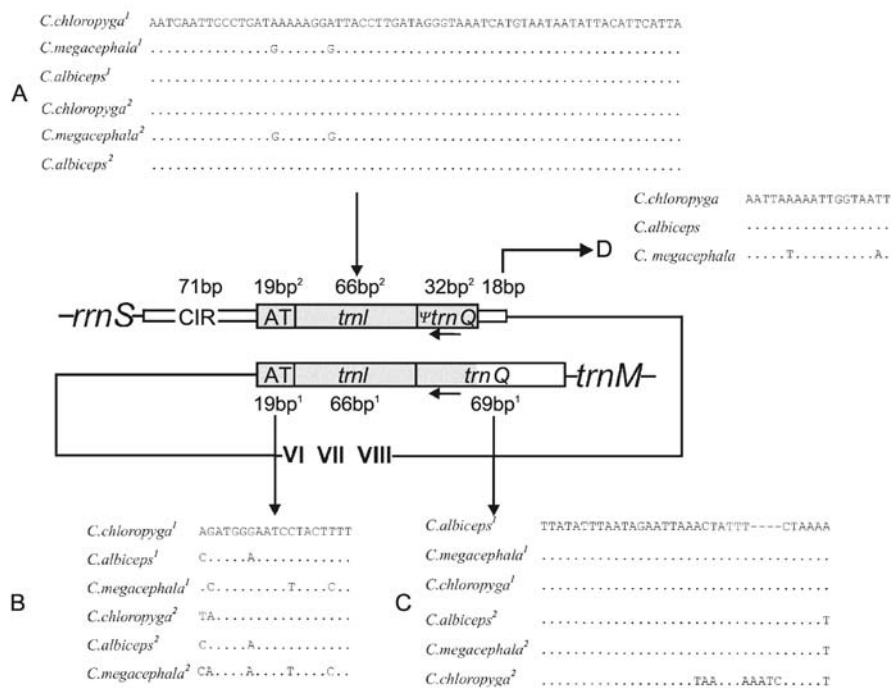 C.chloropyga¹ AATGAATTGCCTGATAAAAAGGATTACCTTGATAGGGTAAATCATGTAATAATATTACATTCATTA
C.megacephala¹ ...............G......G...........................................
C.albiceps¹ ..................................................................
A
C.chloropyga² ..................................................................
C.megacephala² ...............G......G...........................................
C.albiceps² ..................................................................
C.chloropyga AATTAAAAATTGGTAATT
C.albiceps ..................
C. megacephala .....T..........A.
D
71bp 19bp² 66bp² 32bp² 18bp
rrnS CIR AT trnI ΨtrnQ
AT trnI trnQ trnM
19bp¹ 66bp¹ 69bp¹
VI VII VIII
B
C.chloropyga¹ AGATGGGAATCCTACTTTT
C.albiceps¹ C.....A............
C.megacephala¹ .C.........T....C..
C.chloropyga² TA.................
C.albiceps² C.....A............
C.megacephala² CA....A....T....C..
C
C.albiceps¹ TTATACTTAATAGAATTAAACTATTT----CTAAAA
C.megacephala¹ ....................................
C.chloropyga¹ ....................................
C.albiceps² ...................................T
C.megacephala² ...................................T
C.chloropyga² ...................TAA...AAATC.....T